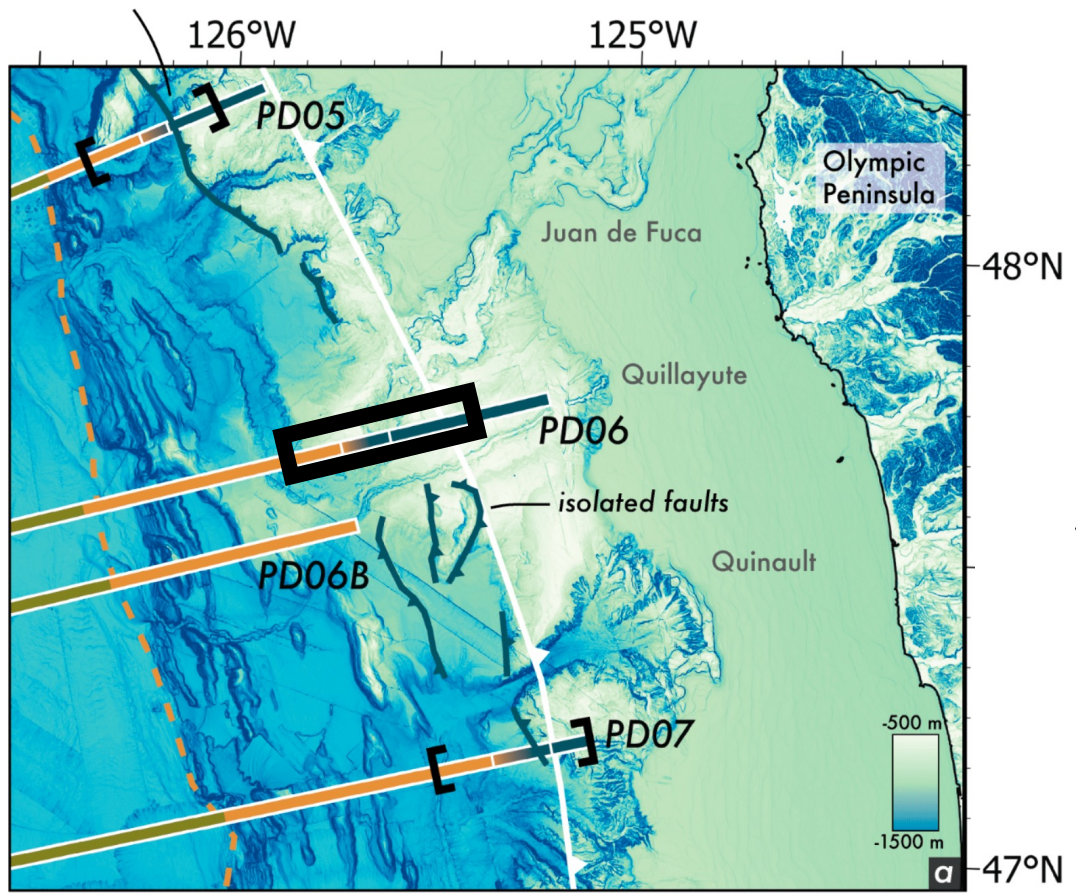 126°W
125°W
PD05
Olympic
Peninsula
Juan de Fuca
48°N
Quillayute
PD06
isolated faults
Quinault
PD06B
-500 m
PD07
-1500 m
a
47°N